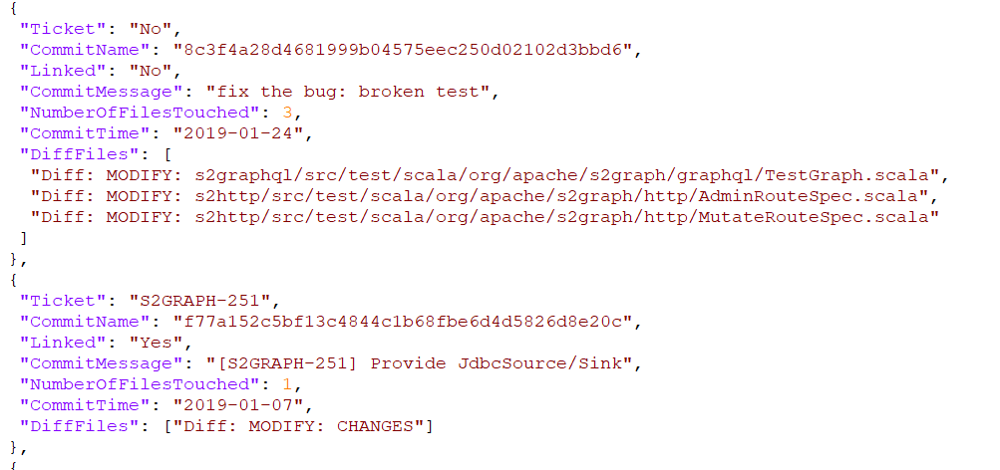 {
"Ticket": "No",
"CommitName": "8c3f4a28d4681999b04575eec250d02102d3bbd6",
"Linked": "No",
"CommitMessage": "fix the bug: broken test",
"NumberOfFilesTouched": 3,
"CommitTime": "2019-01-24",
"DiffFiles": [
"Diff: MODIFY: s2graphql/src/test/scala/org/apache/s2graph/graphql/TestGraph.scala",
"Diff: MODIFY: s2http/src/test/scala/org/apache/s2graph/http/AdminRouteSpec.scala",
"Diff: MODIFY: s2http/src/test/scala/org/apache/s2graph/http/MutateRouteSpec.scala"
]
},
{
"Ticket": "S2GRAPH-251",
"CommitName": "f77a152c5bf13c4844c1b68fbe6d4d5826d8e20c",
"Linked": "Yes",
"CommitMessage": "[S2GRAPH-251] Provide JdbcSource/Sink",
"NumberOfFilesTouched": 1,
"CommitTime": "2019-01-07",
"DiffFiles": ["Diff: MODIFY: CHANGES"]
},
{